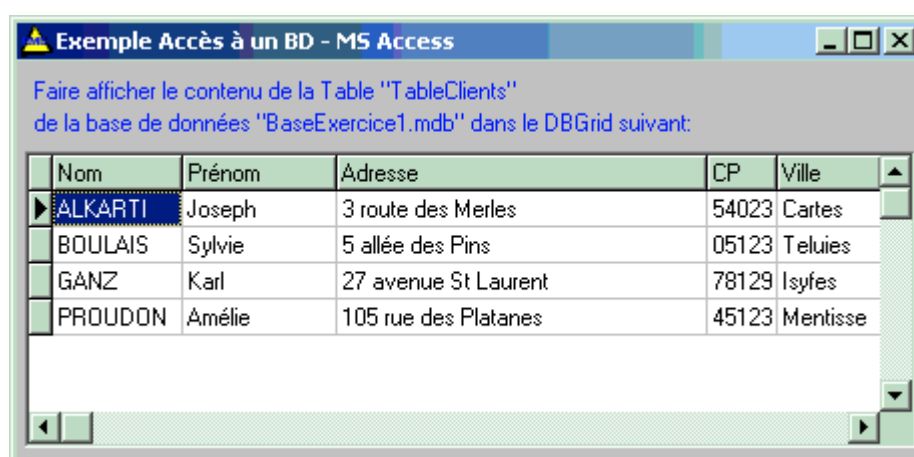 Exemple Accès à un BD - MS Access
Faire afficher le contenu de la Table "TableClients"
de la base de données "BaseExercice1.mdb" dans le DBGrid suivant:
Nom Prénom Adresse CP Ville
ALKARTI Joseph 3 route des Merles 54023 Cartes
BOULAIS Sylvie 5 allée des Pins 05123 Teluies
GANZ Karl 27 avenue St Laurent 78129 Isyfes
PROUDON Amélie 105 rue des Platanes 45123 Mentisse